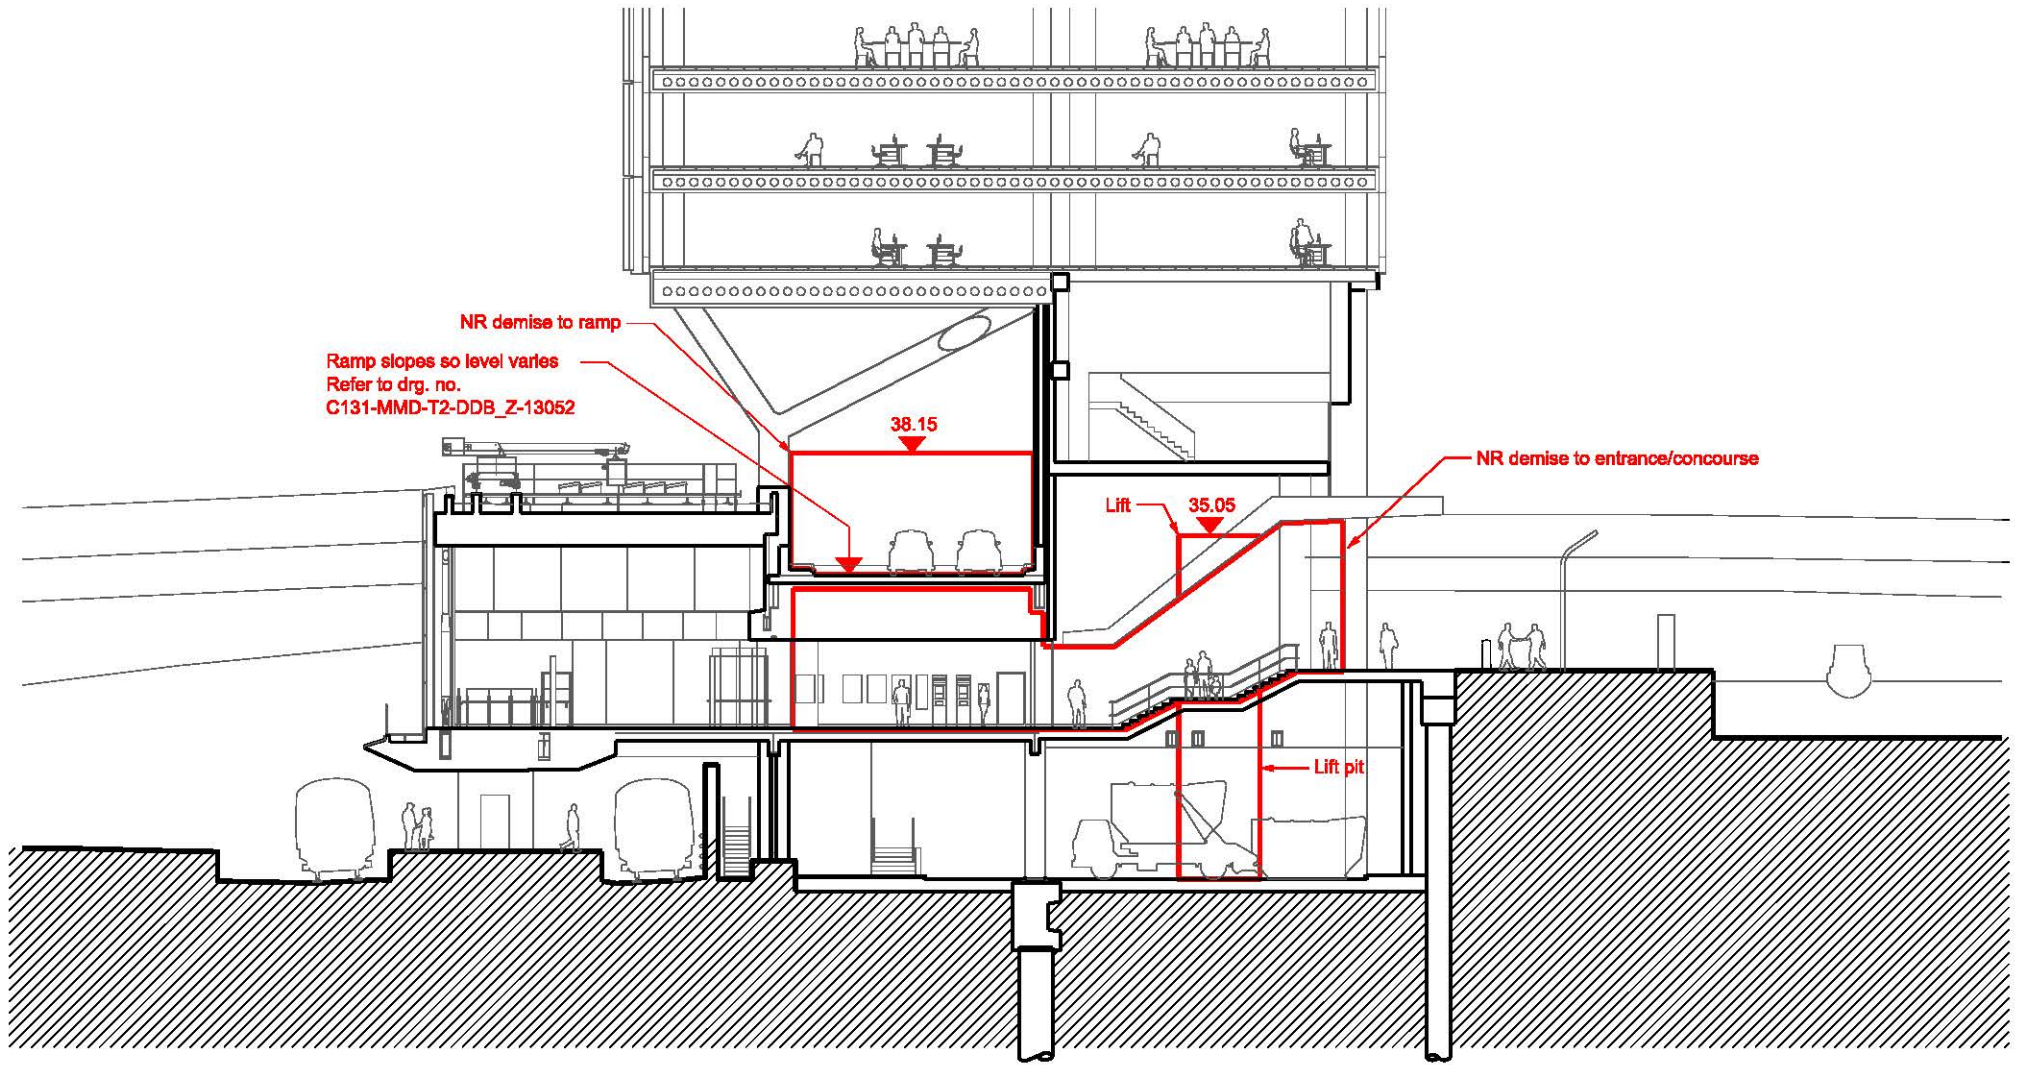 NR demise to ramp
Ramp slopes so level varies
Refer to drg. no.
C131-MMD-T2-DDB_Z-13052
38.15
NR demise to entrance/concourse
Lift
35.05
Lift pit